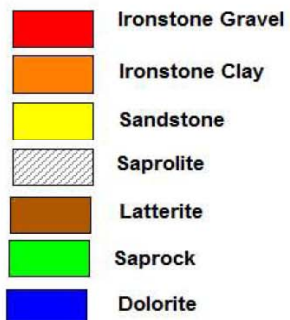 Ironstone Gravel
Ironstone Clay
Sandstone
Saprolite
Latterite
Saprock
Dolorite